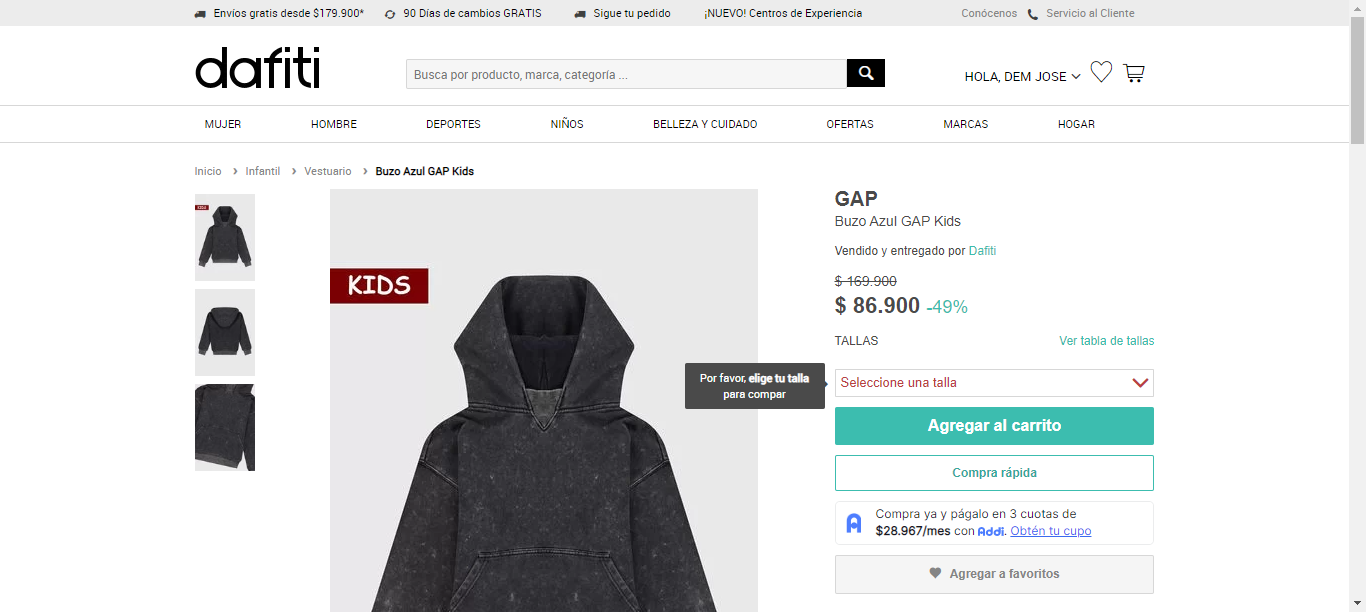 Envíos gratis desde $179.900* 90 Días de cambios GRATIS Sigue tu pedido ¡NUEVO! Centros de Experiencia Conócenos Servicio al Cliente
dafiti
Busca por producto, marca, categoría ...
HOLA, DEM JOSE
MUJER HOMBRE DEPORTES NIÑOS BELLEZA Y CUIDADO OFERTAS MARCAS HOGAR
Inicio > Infantil > Vestuario > Buzo Azul GAP Kids
KIDS
KIDS
GAP
Buzo Azul GAP Kids
Vendido y entregado por Dafiti
$ 169.900
$ 86.900 -49%
TALLAS Ver tabla de tallas
Por favor, elige tu talla
para compar
Seleccione una talla
Agregar al carrito
Compra rápida
Compra ya y págalo en 3 cuotas de
$28.967/mes con Addi. Obtén tu cupo
Agregar a favoritos